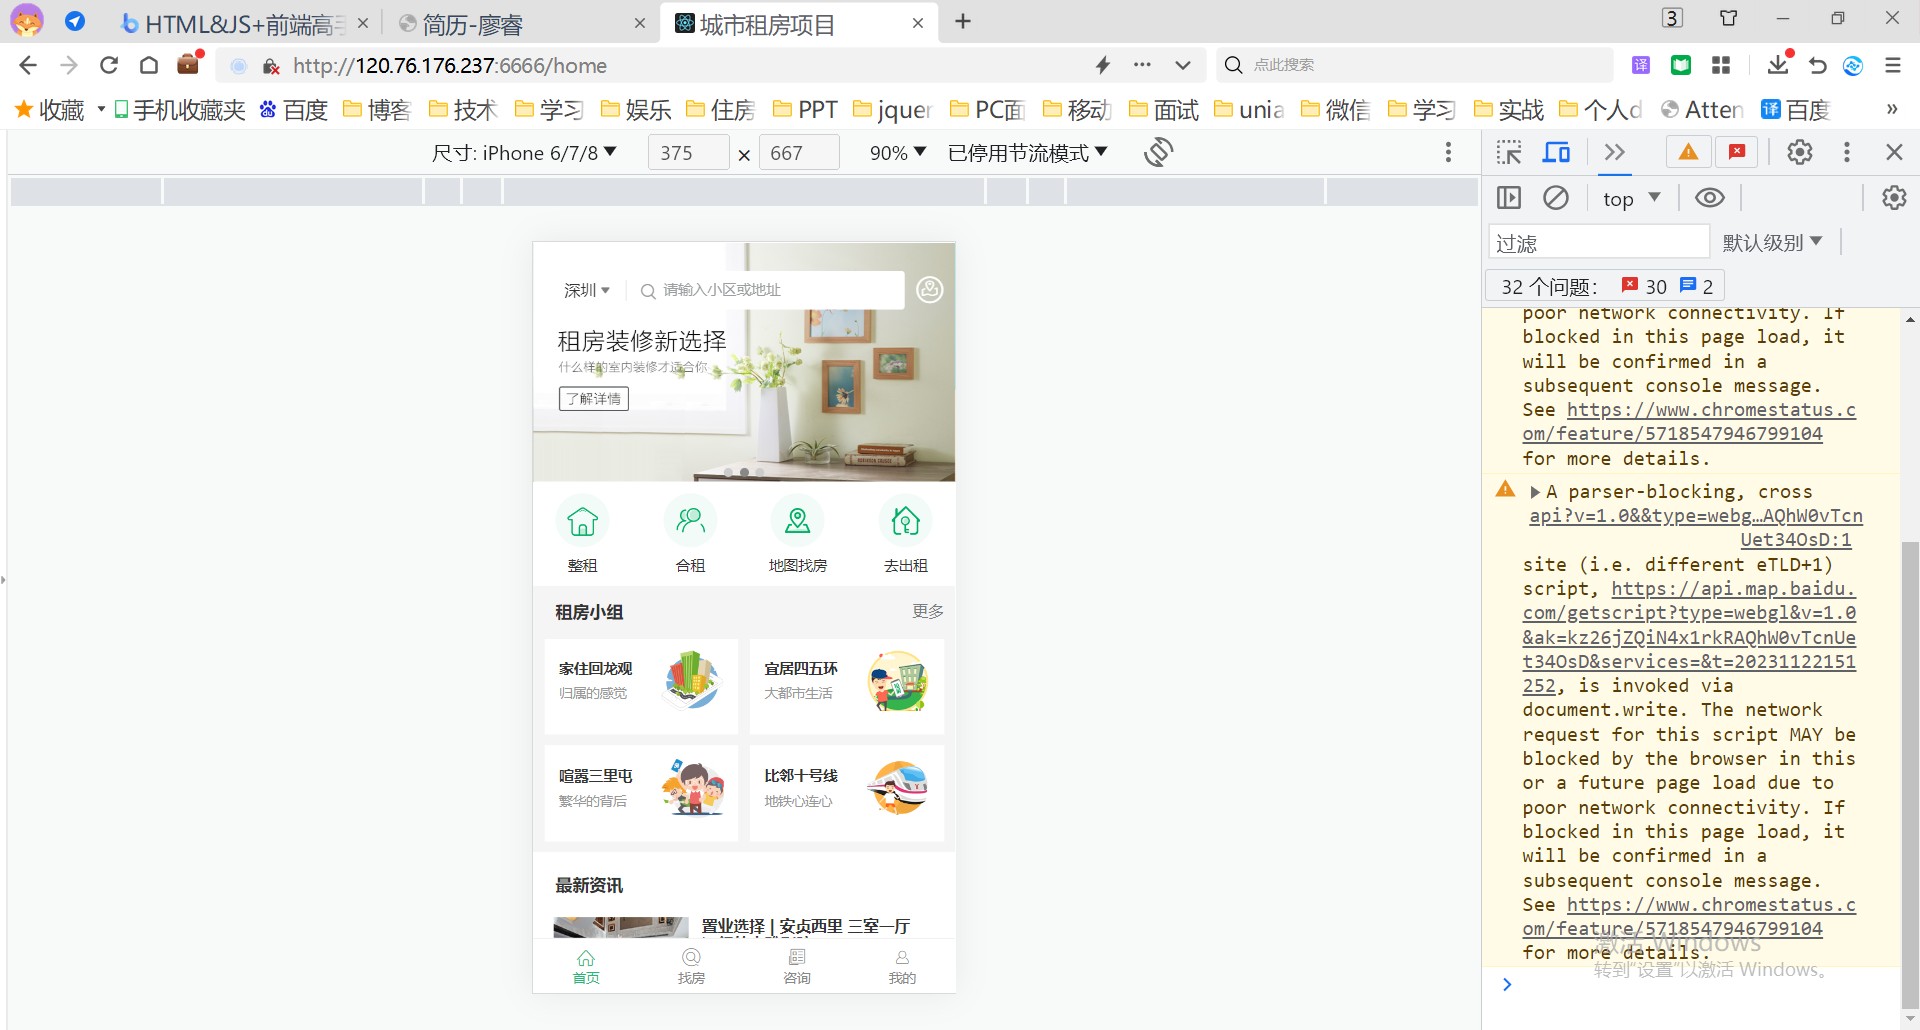 HTML&JS+前端高手
简历-廖睿
城市租房项目
3
http://120.76.176.237:6666/home
点此搜索
译
收藏
手机收藏夹
百度
博客
技术
学习
娱乐
住房
PPT
jquer
PC面
移动
面试
unia
微信
学习
实战
个人d
Atten
译
百度
»
尺寸: iPhone 6/7/8
375
×
667
90%
已停用节流模式
top
过滤
默认级别
32 个问题:
30
2
深圳
请输入小区或地址
租房装修新选择
什么样的室内装修才适合你
了解详情
整租
合租
地图找房
去出租
租房小组
更多
家住回龙观
归属的感觉
宜居四五环
大都市生活
喧嚣三里屯
繁华的背后
比邻十号线
地铁心连心
最新资讯
置业选择 | 安贞西里 三室一厅
首页
找房
咨询
我的
poor network connectivity. If
blocked in this page load, it
will be confirmed in a
subsequent console message.
See https://www.chromestatus.c
om/feature/5718547946799104
for more details.
A parser-blocking, cross
api?v=1.0&&type=webg…AQhW0vTcn
Uet34OsD:1
site (i.e. different eTLD+1)
script, https://api.map.baidu.
com/getscript?type=webgl&v=1.0
&ak=kz26jZQiN4x1rkRAQhW0vTcnUe
t34OsD&services=&t=20231122151
252, is invoked via
document.write. The network
request for this script MAY be
blocked by the browser in this
or a future page load due to
poor network connectivity. If
blocked in this page load, it
will be confirmed in a
subsequent console message.
See https://www.chromestatus.c
om/feature/5718547946799104
for more details.
激活 Windows
转到"设置"以激活 Windows。